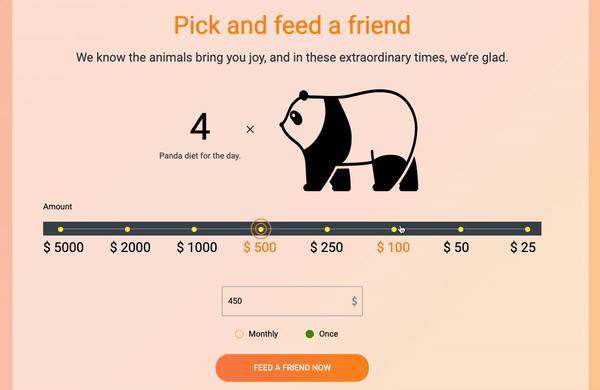 Pick and feed a friend
We know the animals bring you joy, and in these extraordinary times, we're glad.
4 ×
Panda diet for the day.
Amount
$ 5000 $ 2000 $ 1000 $ 500 $ 250 $ 100 $ 50 $ 25
450 $
Monthly Once
FEED A FRIEND NOW